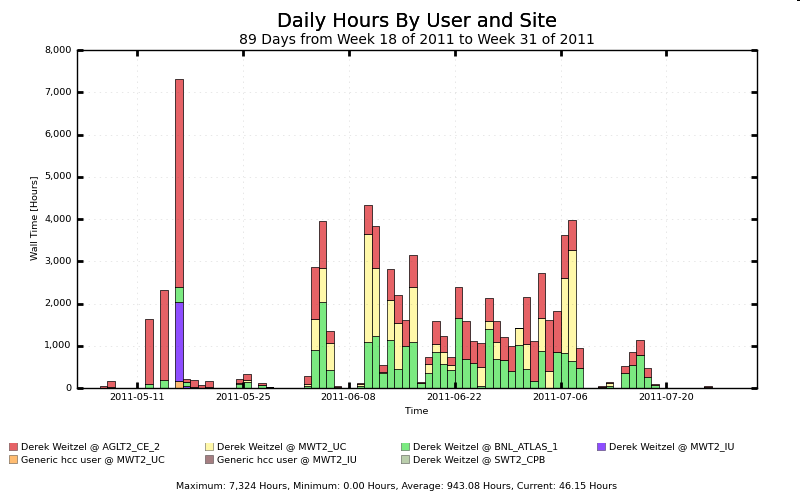 Daily Hours By User and Site
89 Days from Week 18 of 2011 to Week 31 of 2011
8,000
7,000
6,000
5,000
4,000
3,000
2,000
1,000
0
Wall Time [Hours]
2011-05-11 2011-05-25 2011-06-08 2011-06-22 2011-07-06 2011-07-20
Time
Derek Weitzel @ AGLT2_CE_2 Derek Weitzel @ MWT2_UC Derek Weitzel @ BNL_ATLAS_1 Derek Weitzel @ MWT2_IU
Generic hcc user @ MWT2_UC Generic hcc user @ MWT2_IU Derek Weitzel @ SWT2_CPB
Maximum: 7,324 Hours, Minimum: 0.00 Hours, Average: 943.08 Hours, Current: 46.15 Hours